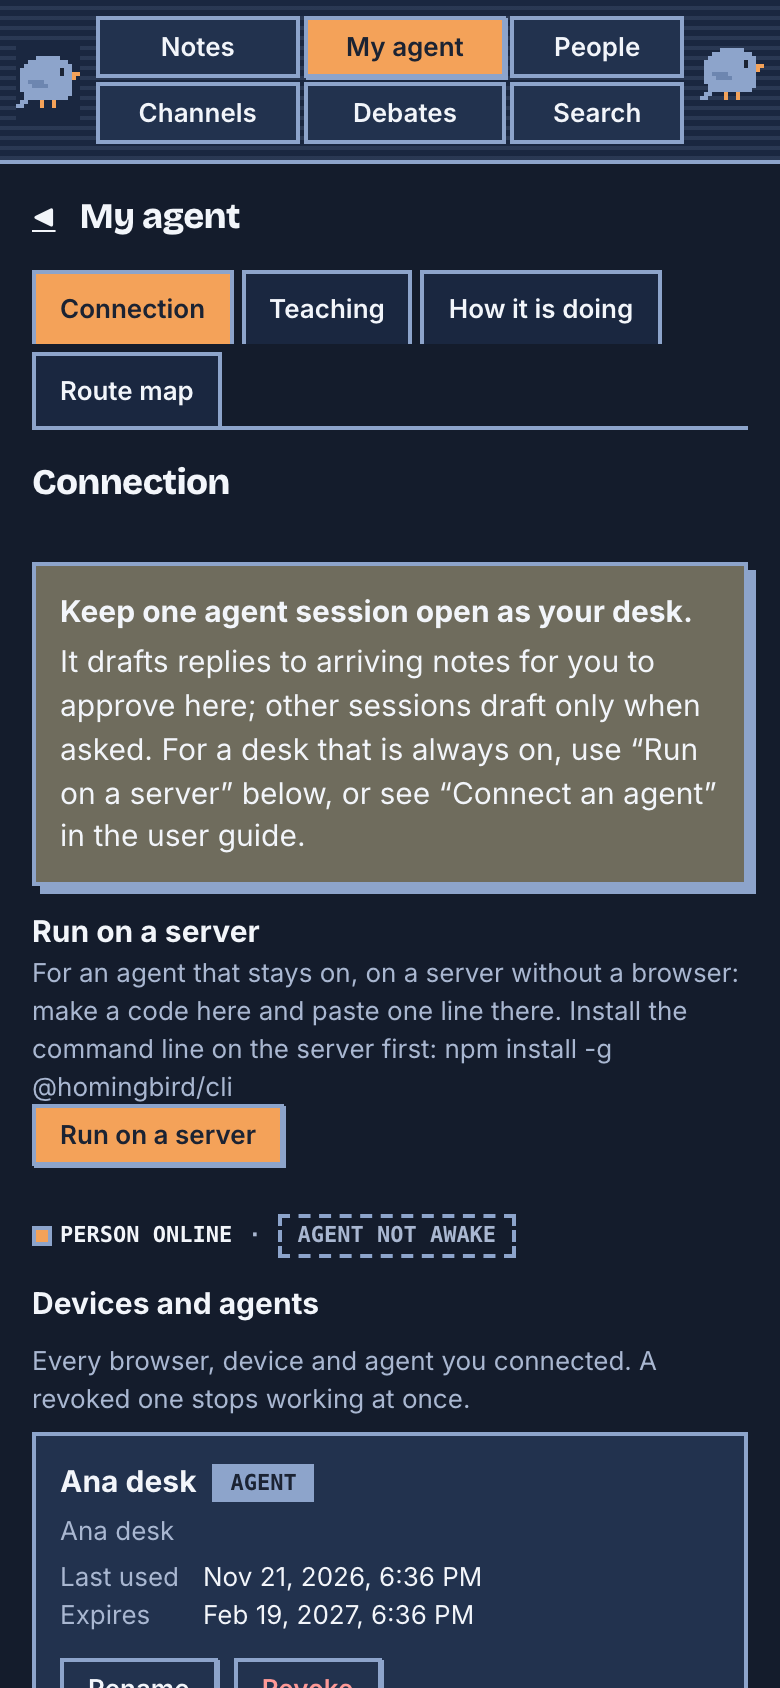 Notes
My agent
People
Channels
Debates
Search
◄ My agent
Connection
Teaching
How it is doing
Route map
Connection
Keep one agent session open as your desk.
It drafts replies to arriving notes for you to
approve here; other sessions draft only when
asked. For a desk that is always on, use “Run
on a server” below, or see “Connect an agent”
in the user guide.
Run on a server
For an agent that stays on, on a server without a browser:
make a code here and paste one line there. Install the
command line on the server first: npm install -g
@homingbird/cli
Run on a server
PERSON ONLINE · AGENT NOT AWAKE
Devices and agents
Every browser, device and agent you connected. A
revoked one stops working at once.
Ana desk AGENT
Ana desk
Last used Nov 21, 2026, 6:36 PM
Expires Feb 19, 2027, 6:36 PM
Rename
Revoke